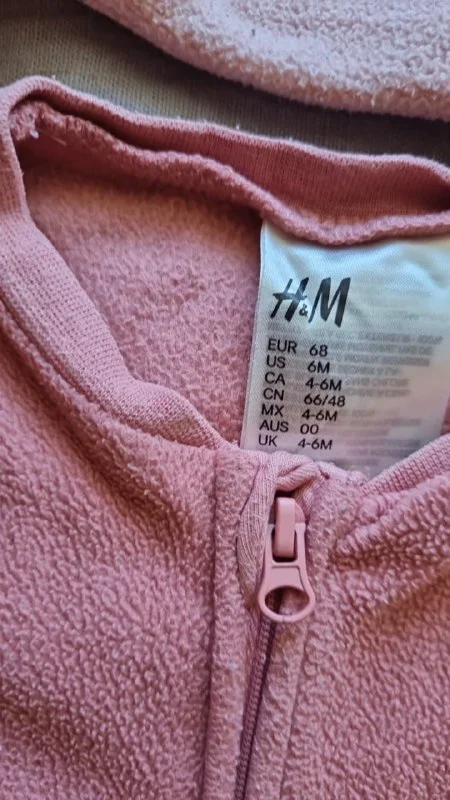 H&M
EUR 68
US 6M
CA 4-6M
CN 66/48
MX 4-6M
AUS 00
UK 4-6M